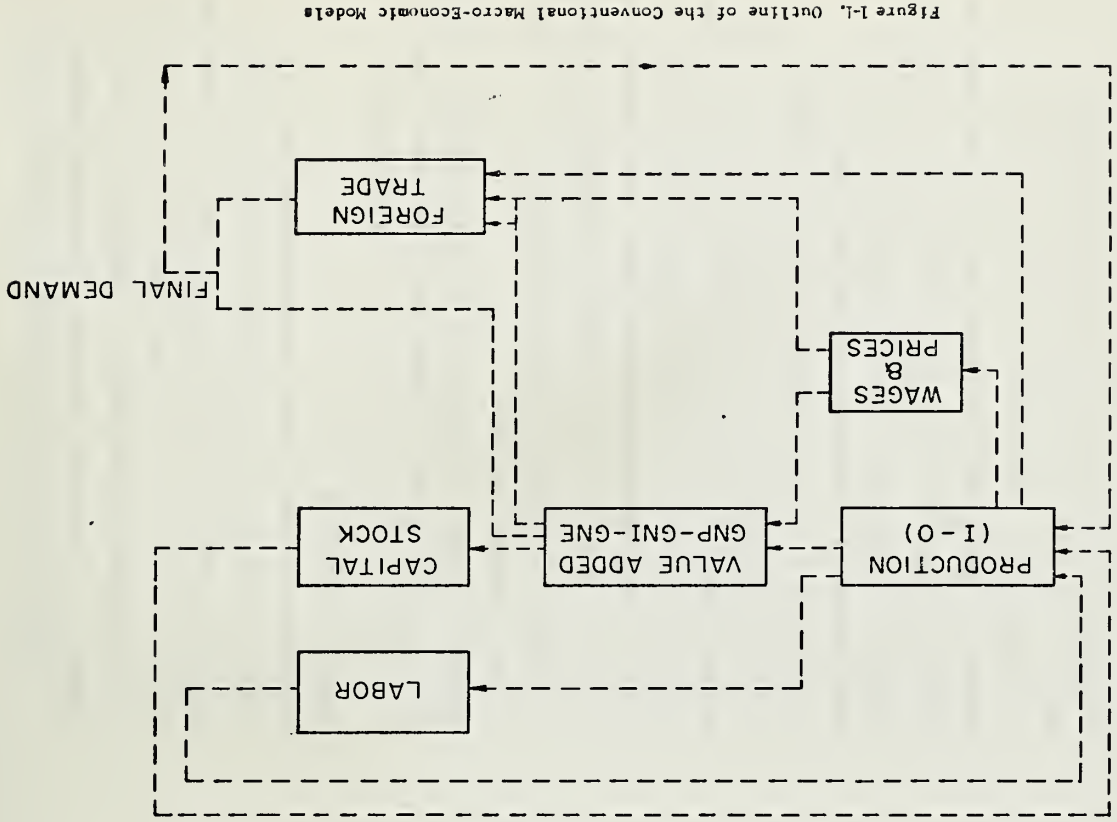 LABOR
PRODUCTION
(I-O)
VALUE ADDED
GNP-GNI-GNE
CAPITAL
STOCK
WAGES
&
PRICES
FINAL DEMAND
FOREIGN
TRADE
Figure 1-1. Outline of the Conventional Macro-Economic Models